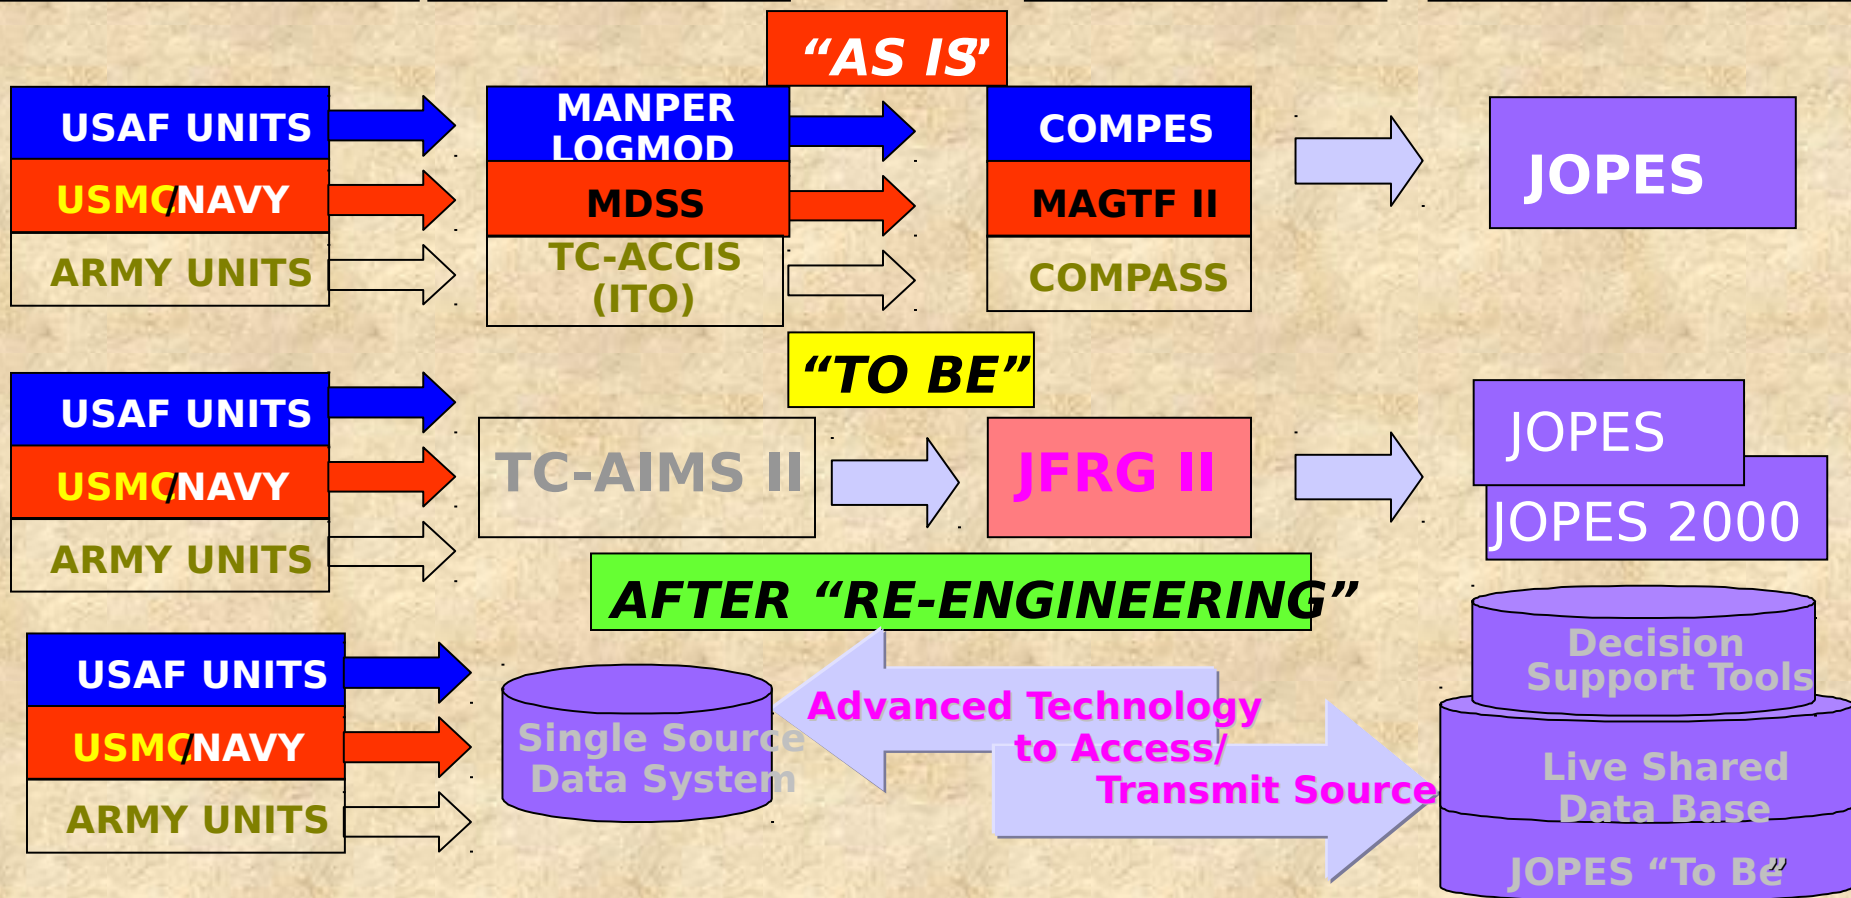 “AS IS”
USAF UNITS
USMC/NAVY
ARMY UNITS
MANPER
LOGMOD
MDSS
TC-ACCIS
(ITO)
COMPES
MAGTF II
COMPASS
JOPES
“TO BE”
USAF UNITS
USMC/NAVY
ARMY UNITS
TC-AIMS II
JFRG II
JOPES
JOPES 2000
AFTER “RE-ENGINEERING”
USAF UNITS
USMC/NAVY
ARMY UNITS
Single Source
Data System
Advanced Technology
to Access/
Transmit Source
Decision
Support Tools
Live Shared
Data Base
JOPES “To Be”